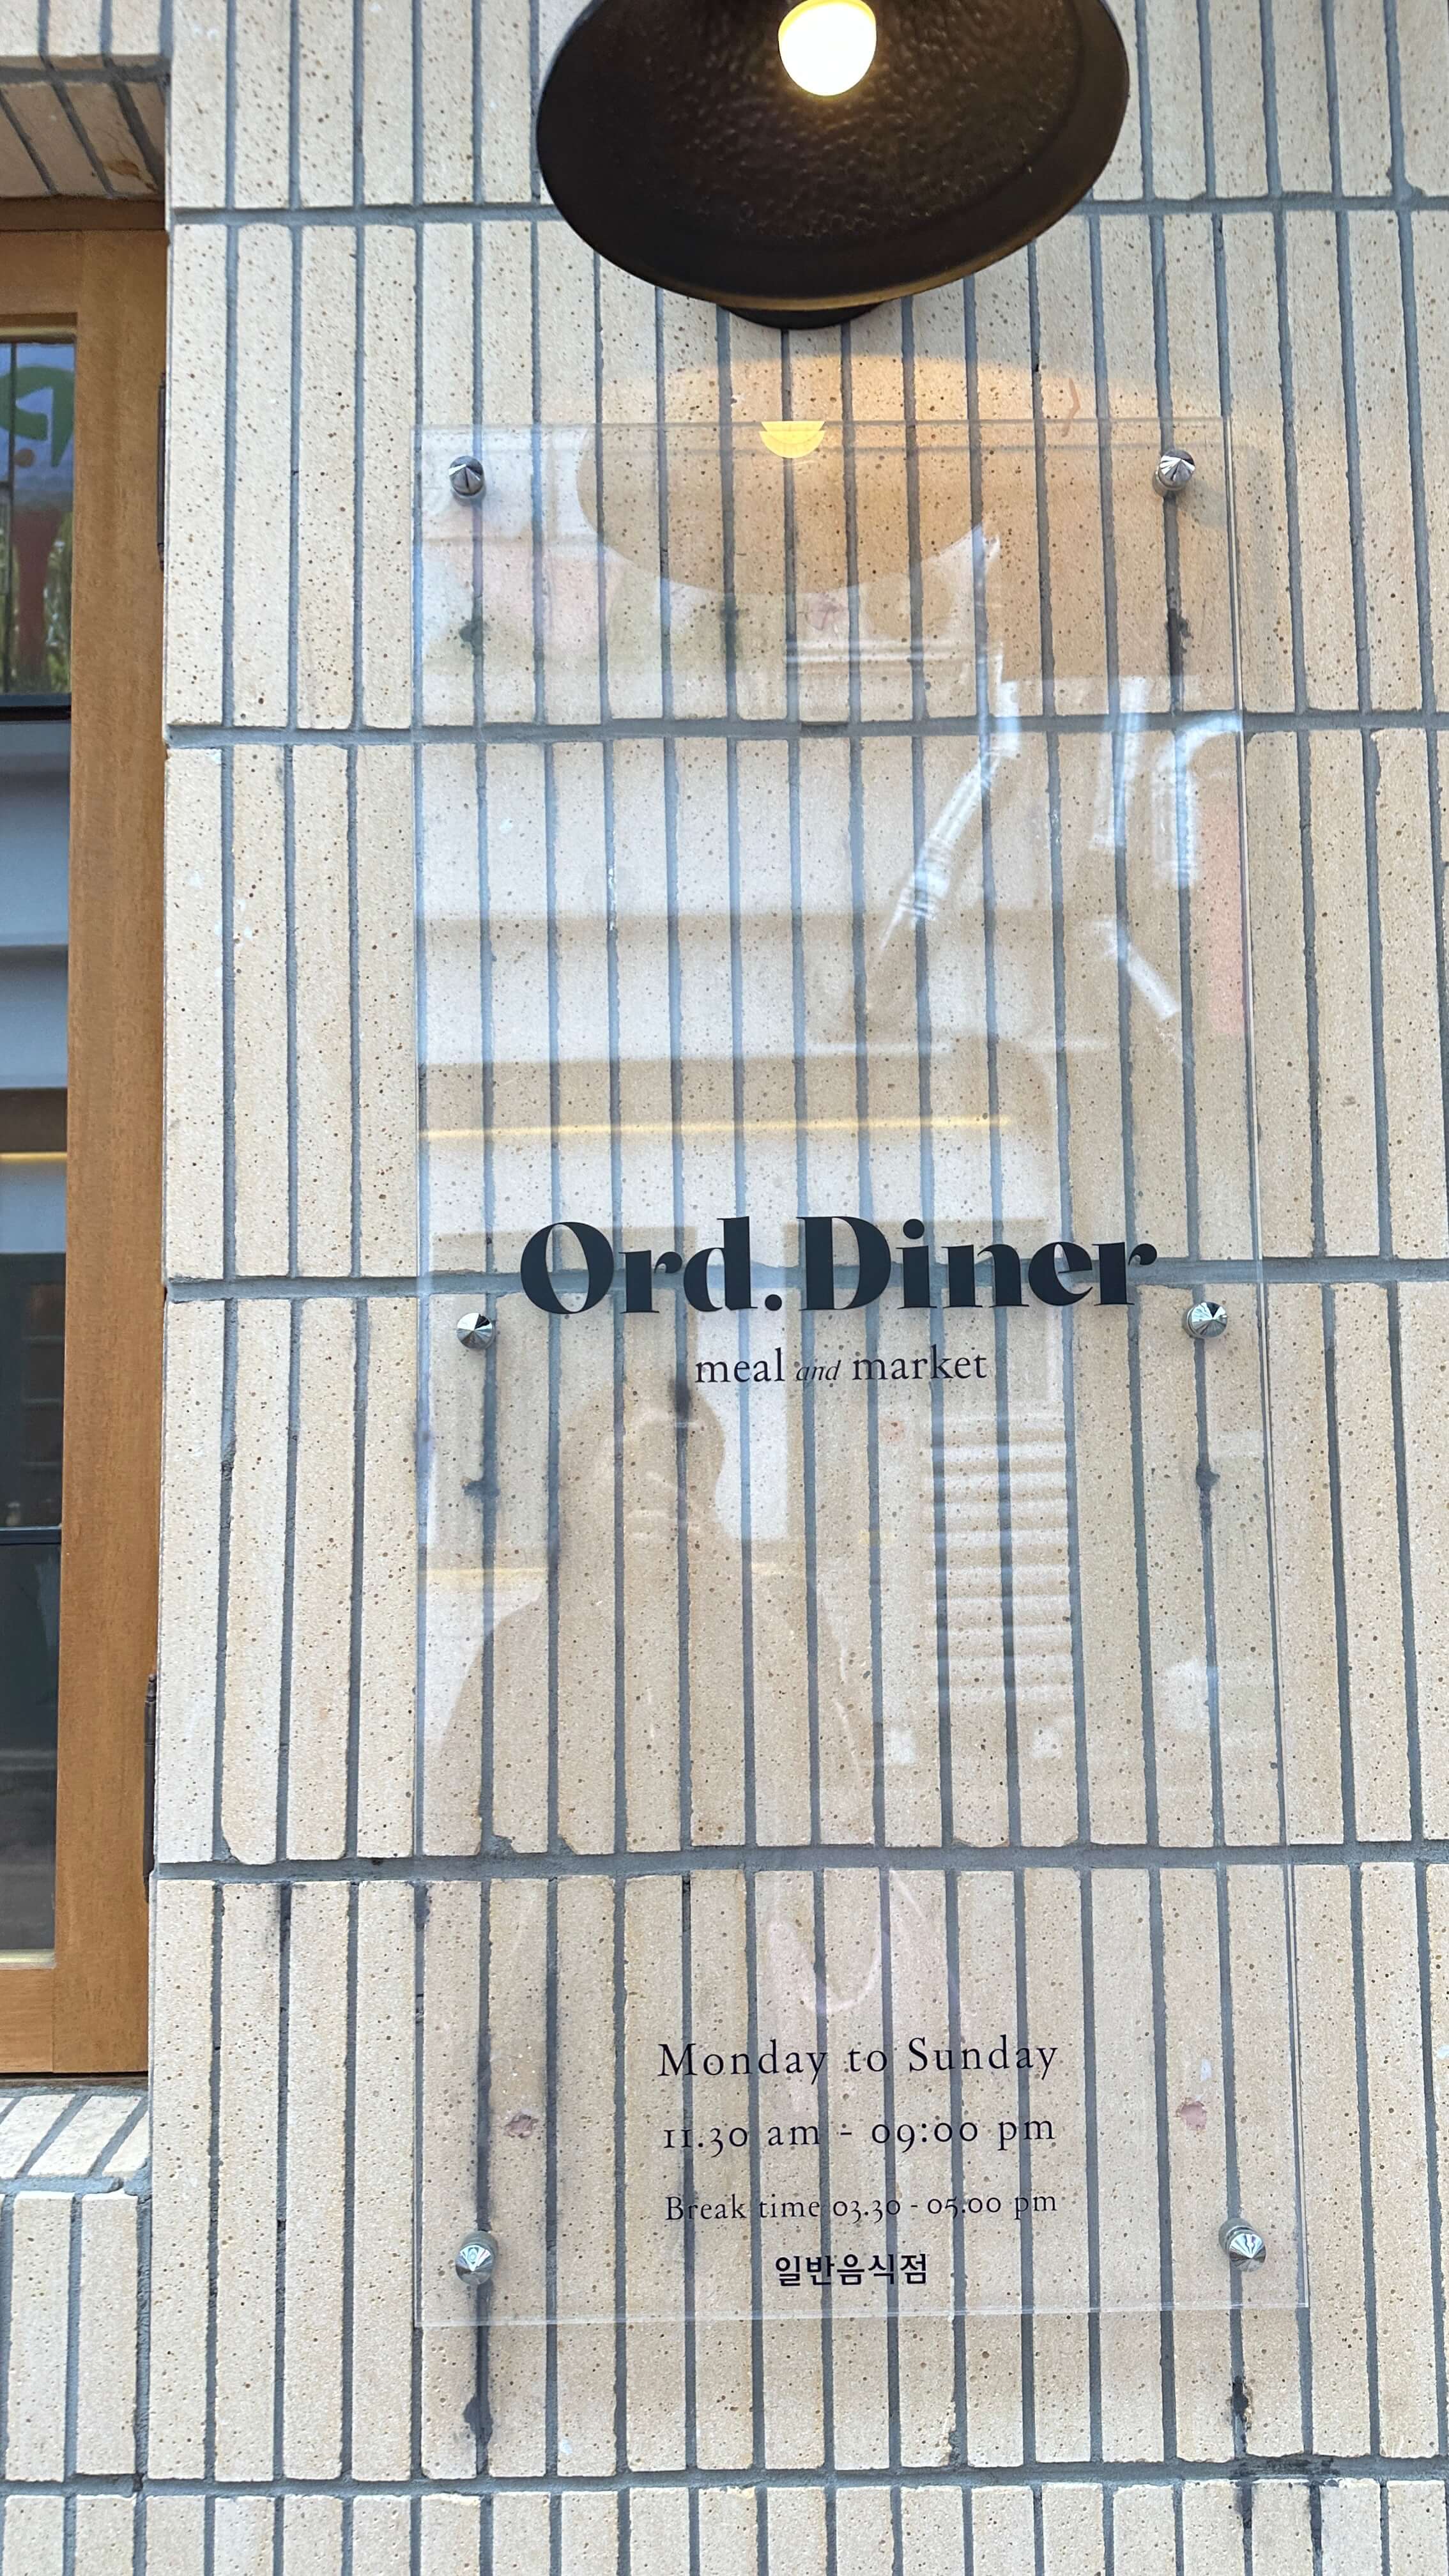 Ord.Diner
meal and market
Monday to Sunday
11.30 am - 09:00 pm
Break time 03.30 - 05.00 pm
일반음식점